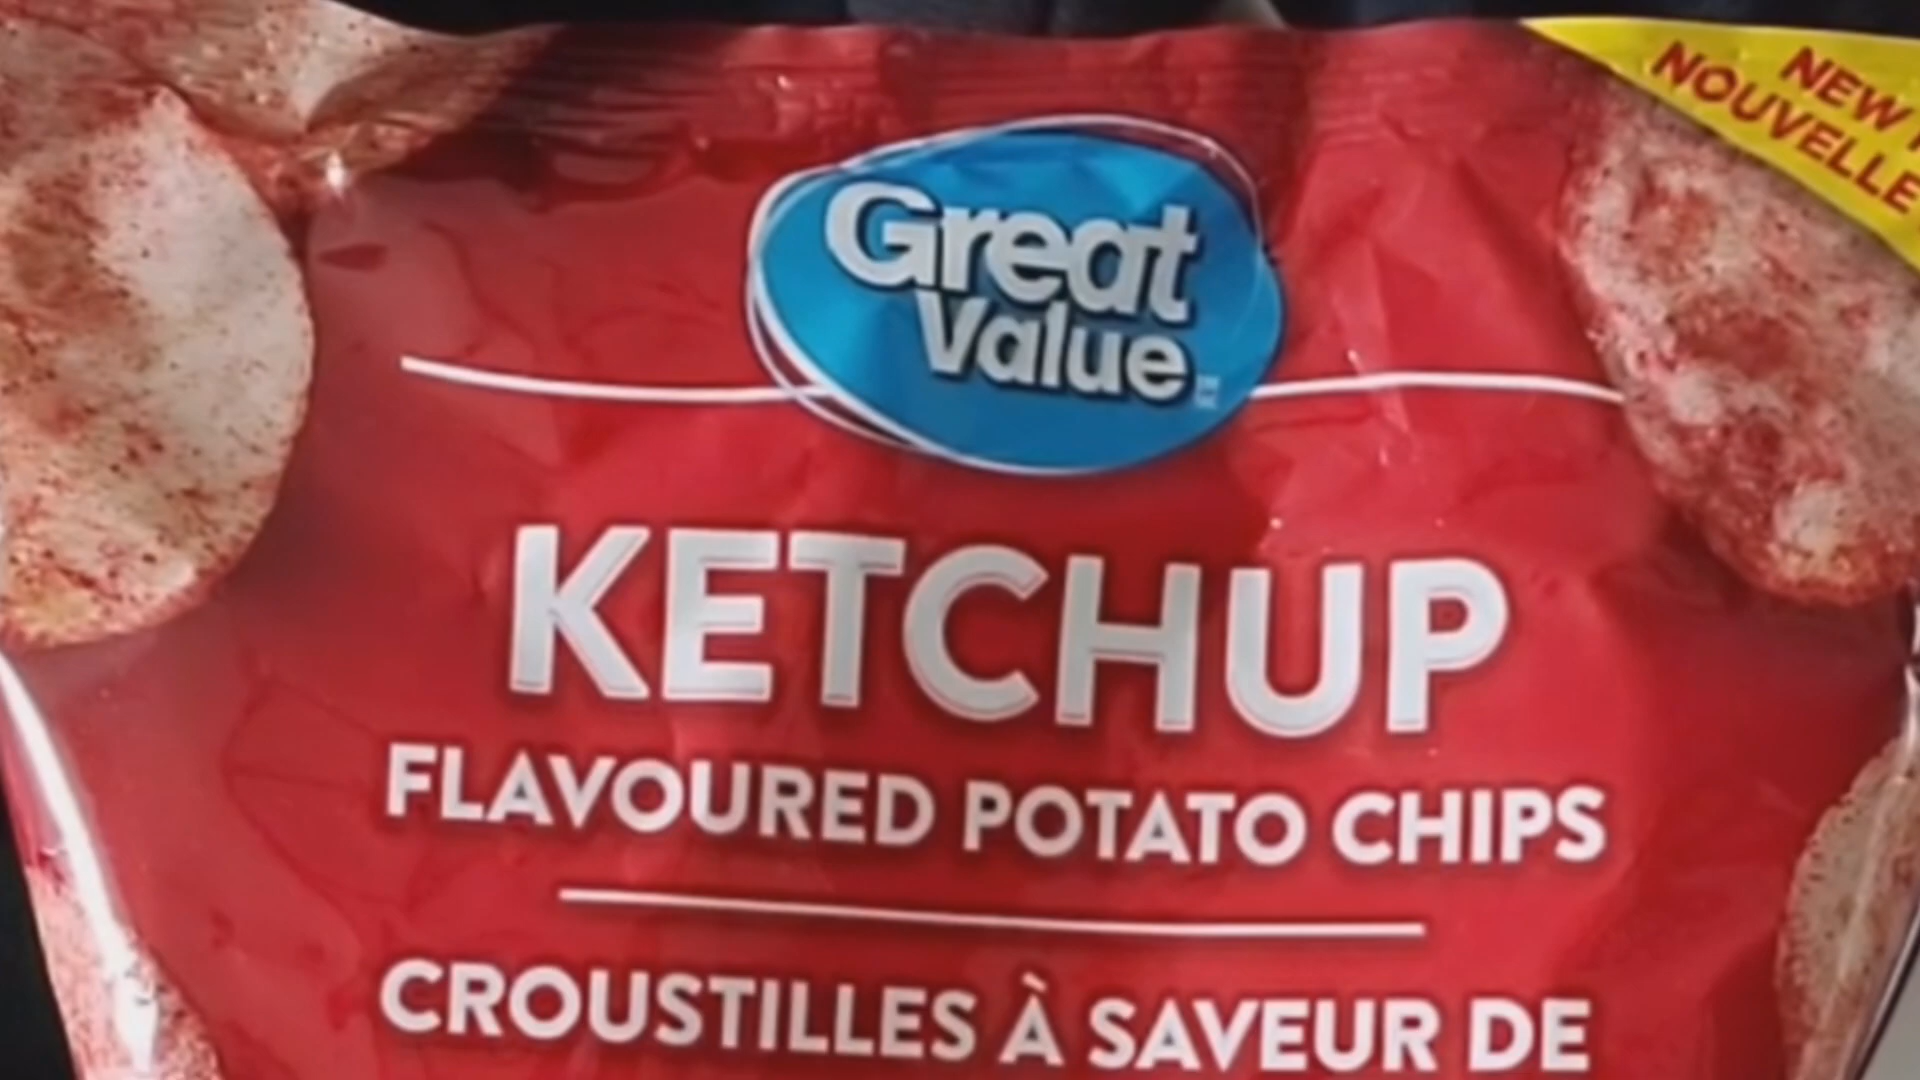 NEW
NOUVELLE
Great
Value
KETCHUP
FLAVOURED POTATO CHIPS
CROUSTILLES À SAVEUR DE